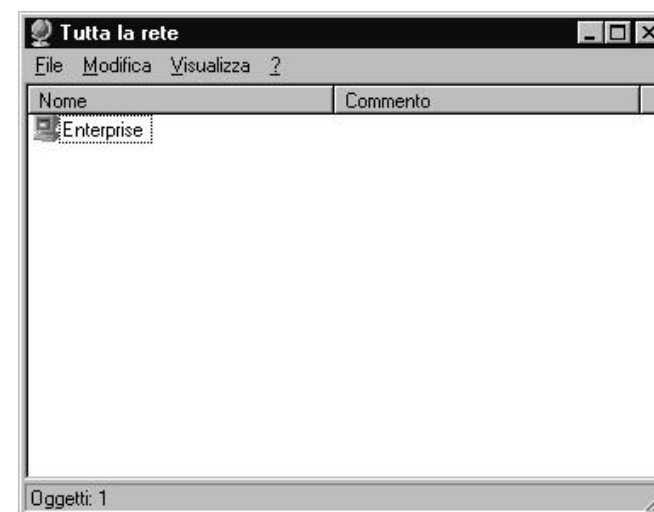 Tutta la rete
File Modifica Visualizza ?
Nome Commento
Enterprise
Oggetti: 1